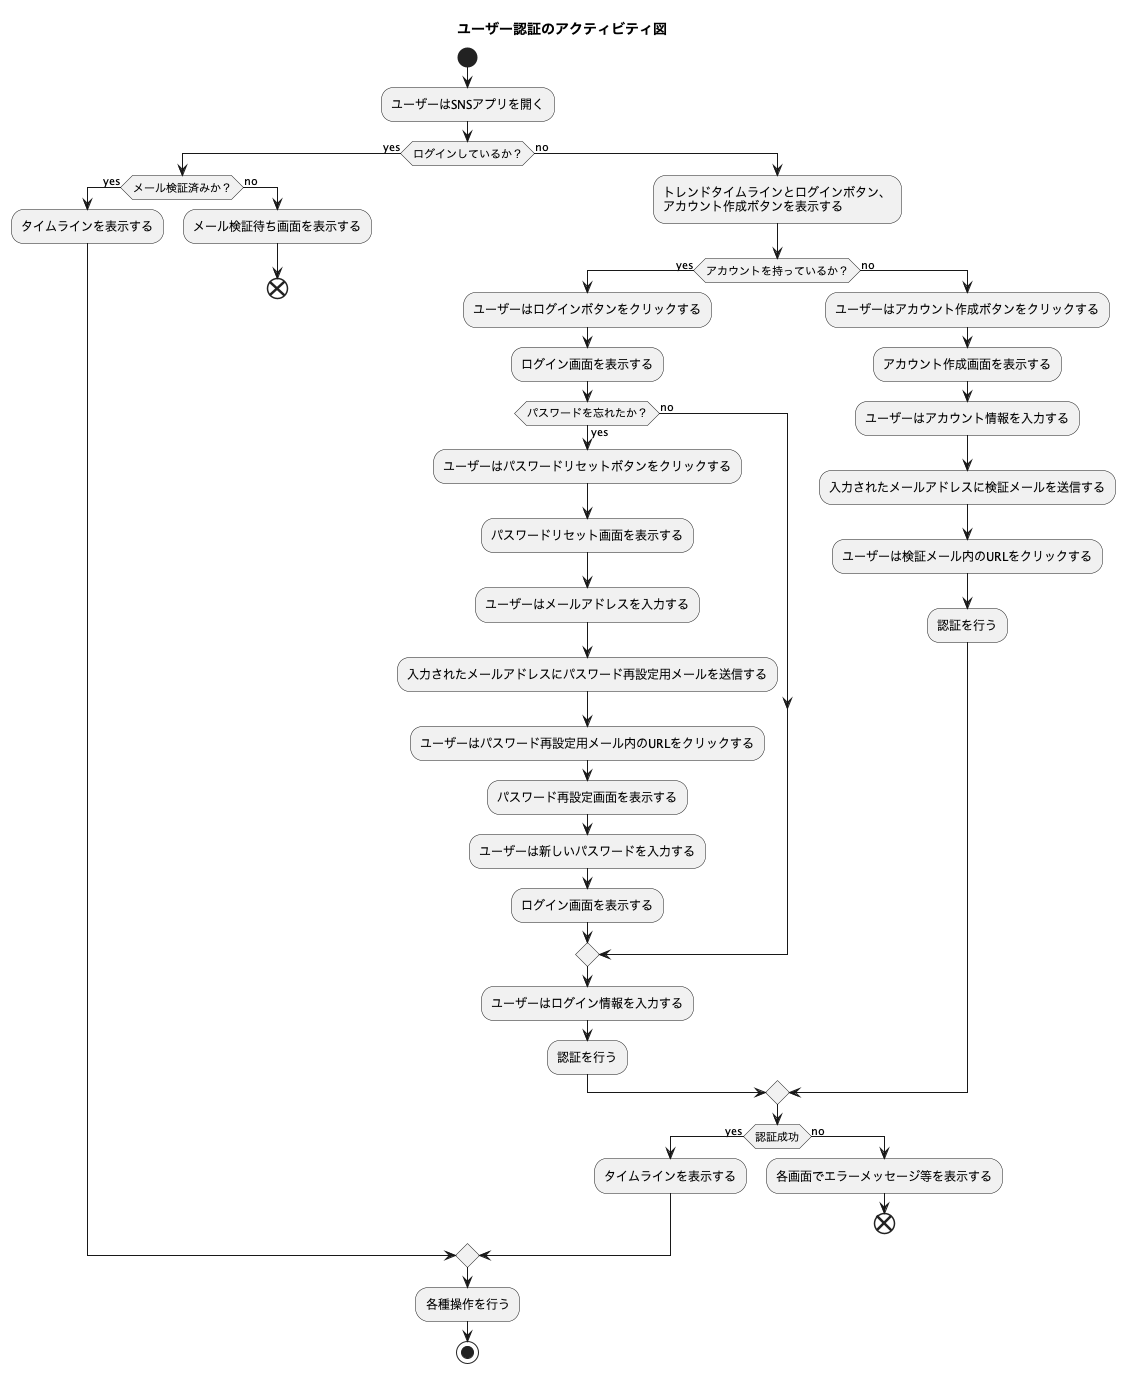 ユーザー認証のアクティビティ図
ユーザーはSNSアプリを開く
yes
ログインしているか？
no
yes
メール検証済みか？
no
タイムラインを表示する
メール検証待ち画面を表示する
トレンドタイムラインとログインボタン、
アカウント作成ボタンを表示する
yes
アカウントを持っているか？
no
ユーザーはログインボタンをクリックする
ログイン画面を表示する
パスワードを忘れたか？
no
yes
ユーザーはパスワードリセットボタンをクリックする
パスワードリセット画面を表示する
ユーザーはメールアドレスを入力する
入力されたメールアドレスにパスワード再設定用メールを送信する
ユーザーはパスワード再設定用メール内のURLをクリックする
パスワード再設定画面を表示する
ユーザーは新しいパスワードを入力する
ログイン画面を表示する
ユーザーはログイン情報を入力する
認証を行う
ユーザーはアカウント作成ボタンをクリックする
アカウント作成画面を表示する
ユーザーはアカウント情報を入力する
入力されたメールアドレスに検証メールを送信する
ユーザーは検証メール内のURLをクリックする
認証を行う
yes
認証成功
no
タイムラインを表示する
各画面でエラーメッセージ等を表示する
各種操作を行う